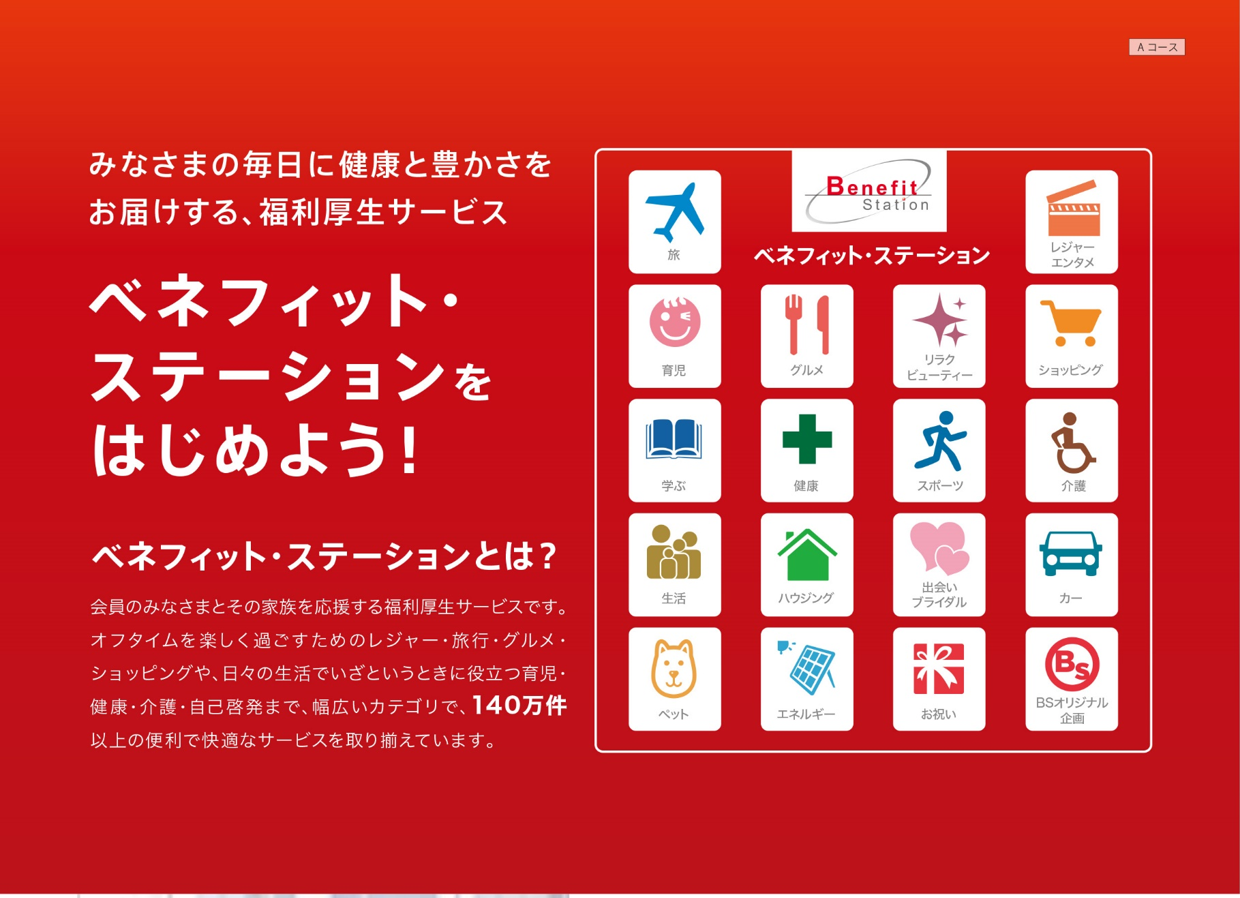 Aコース
みなさまの毎日に健康と豊かさを
お届けする、福利厚生サービス
ベネフィット・
ステーションを
はじめよう!
ベネフィット・ステーションとは？
会員のみなさまとその家族を応援する福利厚生サービスです。
オフタイムを楽しく過ごすためのレジャー・旅行・グルメ・
ショッピングや、日々の生活でいざというときに役立つ育児・
健康・介護・自己啓発まで、幅広いカテゴリで、140万件
以上の便利で快適なサービスを取り揃えています。
Benefit
Station
ベネフィット・ステーション
旅
レジャー
エンタメ
育児
グルメ
リラク
ビューティー
ショッピング
学ぶ
健康
スポーツ
介護
生活
ハウジング
出会い
ブライダル
カー
ペット
エネルギー
お祝い
BS
BSオリジナル
企画